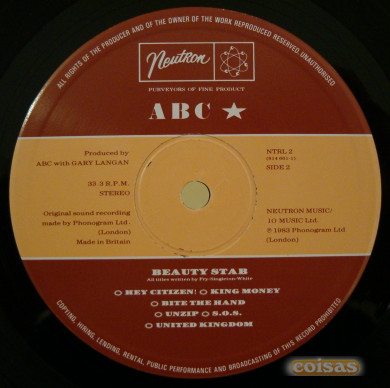 ALL RIGHTS OF THE PRODUCER AND OF THE OWNER OF THE WORK REPRODUCED RESERVED. UNAUTHORISED
Neutron
PURVEYORS OF FINE PRODUCT
ABC ★
Produced by
ABC with GARY LANGAN
33⅓ R.P.M.
STEREO
Original sound recording
made by Phonogram Ltd.
(London)
Made in Britain
NTRL 2
SIDE 2
NEUTRON MUSIC/
10 MUSIC Ltd.
℗ 1983 Phonogram Ltd.
(London)
BEAUTY STAB
All titles written by Fry/Singleton/White
HEY CITIZEN! KING MONEY
BITE THE HAND
UNZIP S.O.S.
UNITED KINGDOM
COPYING, HIRING, LENDING, RENTAL, PUBLIC PERFORMANCE AND BROADCASTING OF THIS RECORD PROHIBITED
coisas